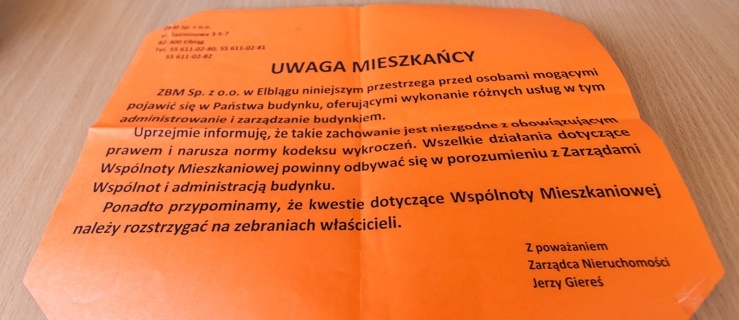 ZBM Sp. z o.o.
ul. Jaśminowa 3-5-7
82-300 Elbląg
Tel. 55 611-02-80, 55 611-02-81
55 611-02-82
UWAGA MIESZKAŃCY
ZBM Sp. z o.o. w Elblągu niniejszym przestrzega przed osobami mogącymi
pojawić się w Państwa budynku, oferującymi wykonanie różnych usług w tym
administrowanie i zarządzanie budynkiem.
Uprzejmie informuję, że takie zachowanie jest niezgodne z obowiązującym
prawem i narusza normy kodeksu wykroczeń. Wszelkie działania dotyczące
Wspólnoty Mieszkaniowej powinny odbywać się w porozumieniu z Zarządami
Wspólnot i administracją budynku.
Ponadto przypominamy, że kwestie dotyczące Wspólnoty Mieszkaniowej
należy rozstrzygać na zebraniach właścicieli.
Z poważaniem
Zarządca Nieruchomości
Jerzy Giereś